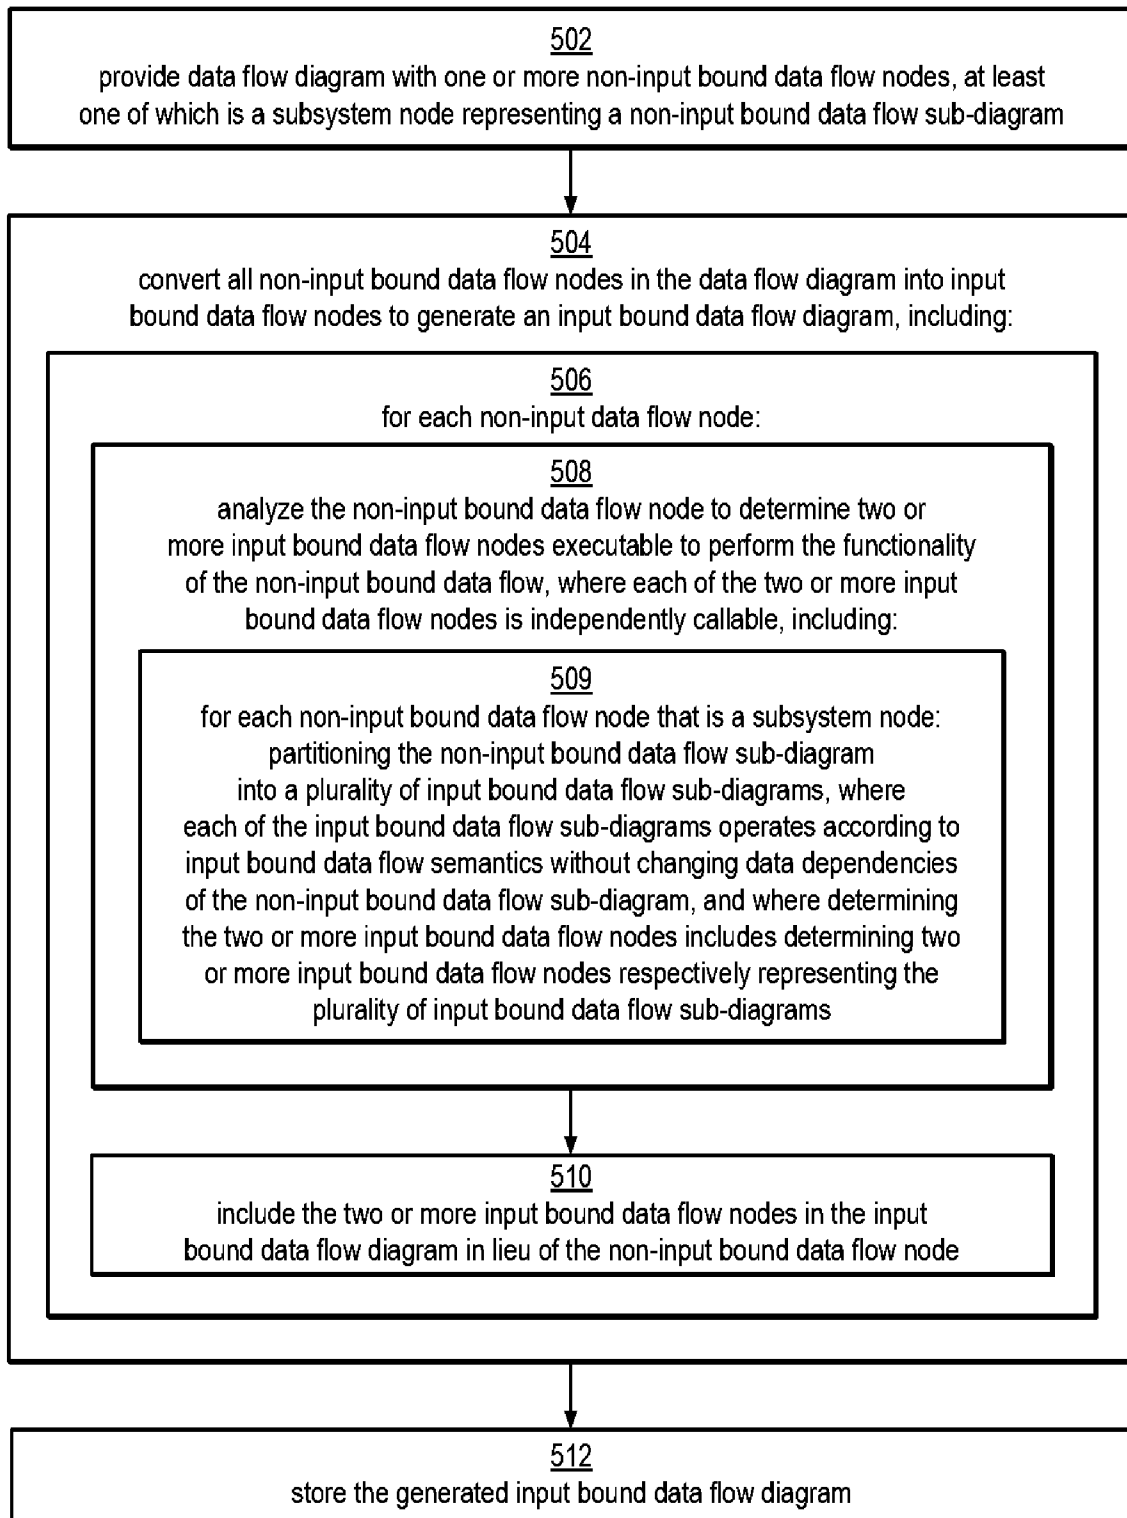 502
provide data flow diagram with one or more non-input bound data flow nodes, at least
one of which is a subsystem node representing a non-input bound data flow sub-diagram
504
convert all non-input bound data flow nodes in the data flow diagram into input
bound data flow nodes to generate an input bound data flow diagram, including:
506
for each non-input data flow node:
508
analyze the non-input bound data flow node to determine two or
more input bound data flow nodes executable to perform the functionality
of the non-input bound data flow, where each of the two or more input
bound data flow nodes is independently callable, including:
509
for each non-input bound data flow node that is a subsystem node:
partitioning the non-input bound data flow sub-diagram
into a plurality of input bound data flow sub-diagrams, where
each of the input bound data flow sub-diagrams operates according to
input bound data flow semantics without changing data dependencies
of the non-input bound data flow sub-diagram, and where determining
the two or more input bound data flow nodes includes determining two
or more input bound data flow nodes respectively representing the
plurality of input bound data flow sub-diagrams
510
include the two or more input bound data flow nodes in the input
bound data flow diagram in lieu of the non-input bound data flow node
512
store the generated input bound data flow diagram